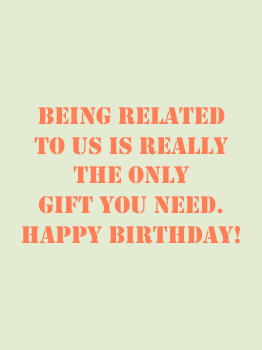 BEING RELATED
TO US IS REALLY
THE ONLY
GIFT YOU NEED.
HAPPY BIRTHDAY!